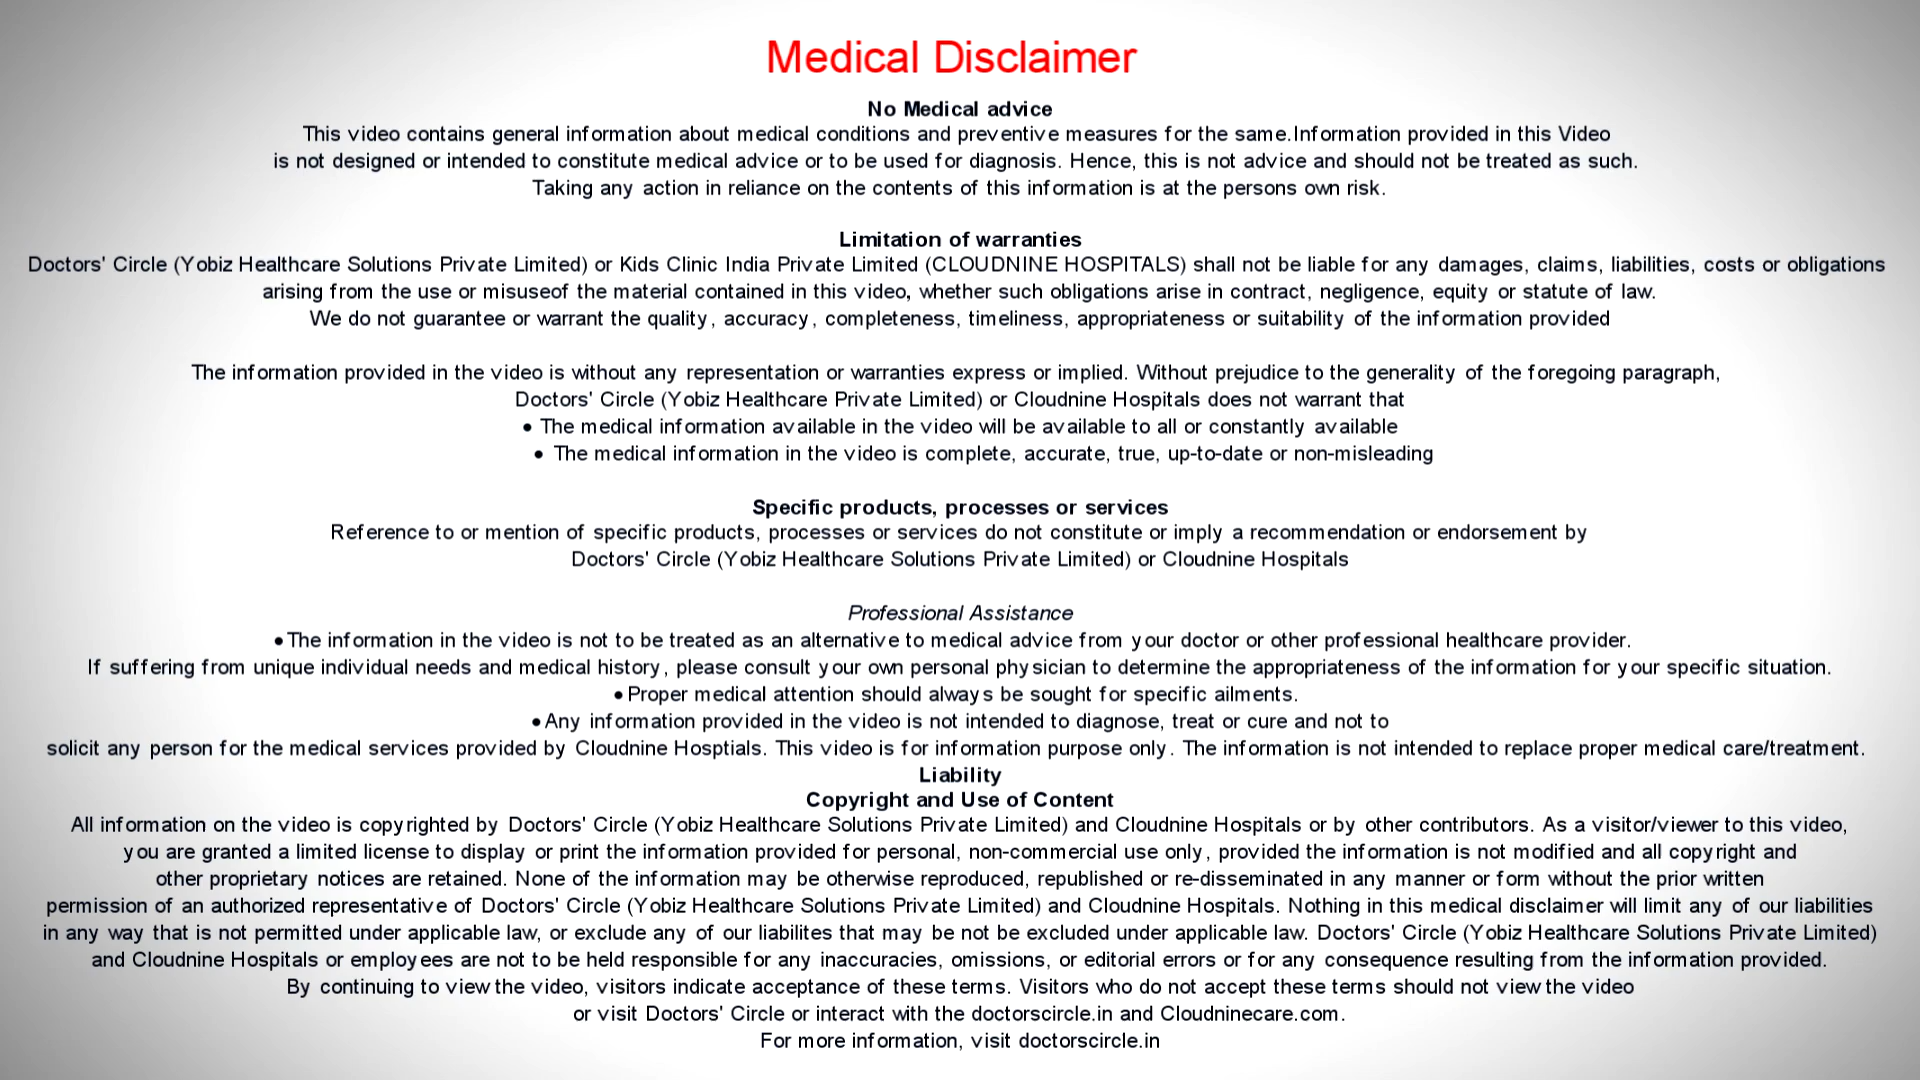 Medical Disclaimer
No Medical advice
This video contains general information about medical conditions and preventive measures for the same.Information provided in this Video
is not designed or intended to constitute medical advice or to be used for diagnosis. Hence, this is not advice and should not be treated as such.
Taking any action in reliance on the contents of this information is at the persons own risk.
Limitation of warranties
Doctors' Circle (Yobiz Healthcare Solutions Private Limited) or Kids Clinic India Private Limited (CLOUDNINE HOSPITALS) shall not be liable for any damages, claims, liabilities, costs or obligations
arising from the use or misuseof the material contained in this video, whether such obligations arise in contract, negligence, equity or statute of law.
We do not guarantee or warrant the quality, accuracy, completeness, timeliness, appropriateness or suitability of the information provided
The information provided in the video is without any representation or warranties express or implied. Without prejudice to the generality of the foregoing paragraph,
Doctors' Circle (Yobiz Healthcare Private Limited) or Cloudnine Hospitals does not warrant that
• The medical information available in the video will be available to all or constantly available
• The medical information in the video is complete, accurate, true, up-to-date or non-misleading
Specific products, processes or services
Reference to or mention of specific products, processes or services do not constitute or imply a recommendation or endorsement by
Doctors' Circle (Yobiz Healthcare Solutions Private Limited) or Cloudnine Hospitals
Professional Assistance
• The information in the video is not to be treated as an alternative to medical advice from your doctor or other professional healthcare provider.
If suffering from unique individual needs and medical history, please consult your own personal physician to determine the appropriateness of the information for your specific situation.
• Proper medical attention should always be sought for specific ailments.
• Any information provided in the video is not intended to diagnose, treat or cure and not to
solicit any person for the medical services provided by Cloudnine Hosptials. This video is for information purpose only. The information is not intended to replace proper medical care/treatment.
Liability
Copyright and Use of Content
All information on the video is copyrighted by Doctors' Circle (Yobiz Healthcare Solutions Private Limited) and Cloudnine Hospitals or by other contributors. As a visitor/viewer to this video,
you are granted a limited license to display or print the information provided for personal, non-commercial use only, provided the information is not modified and all copyright and
other proprietary notices are retained. None of the information may be otherwise reproduced, republished or re-disseminated in any manner or form without the prior written
permission of an authorized representative of Doctors' Circle (Yobiz Healthcare Solutions Private Limited) and Cloudnine Hospitals. Nothing in this medical disclaimer will limit any of our liabilities
in any way that is not permitted under applicable law, or exclude any of our liabilites that may be not be excluded under applicable law. Doctors' Circle (Yobiz Healthcare Solutions Private Limited)
and Cloudnine Hospitals or employees are not to be held responsible for any inaccuracies, omissions, or editorial errors or for any consequence resulting from the information provided.
By continuing to view the video, visitors indicate acceptance of these terms. Visitors who do not accept these terms should not view the video
or visit Doctors' Circle or interact with the doctorscircle.in and Cloudninecare.com.
For more information, visit doctorscircle.in